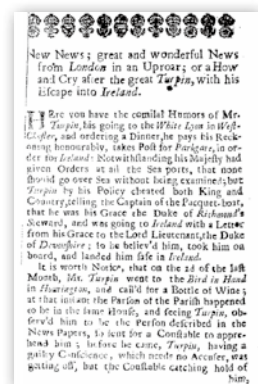 New News; great and wonderful News
from London in an Uproar; or a How
and Cry after the great Turpin, with his
Escape into Ireland.
HEre you have the comical Humors of Mr.
Turpin, his going to the White Lyon in West-
Chester, and ordering a Dinner, he pays his Reck-
oning honourably, takes Post for Parkgate, in or-
der for Ireland: Notwithstanding his Majesty had
given Orders at all the Sea ports, that none
should go over Sea without being examined; but
Turpin by his Policy cheated both King and
Country, telling the Captain of the Pacquet-boat,
that he was his Grace the Duke of Richmond's
Steward, and was going to Ireland with a Letter
from his Grace to the Lord Lieutenant, the Duke
of Devonshire; to he believ'd him, took him on
board, and landed him safe in Ireland.
It is worth Notice, that on the 2d of the last
Month, Mr. Turpin went to the Bird in Hand
in and call'd for a Bottle of Wine;
at that instant the Parson of the Parish happened
to be in the same House, and seeing Turpin, ob-
serv'd him to be the Person described in the
News Papers, so sent for a Constable to appre-
hend him; before he came, Turpin, having a
guilty Conscience, which needs no Accuser, was
getting off, but the Constable catching hold of
him,